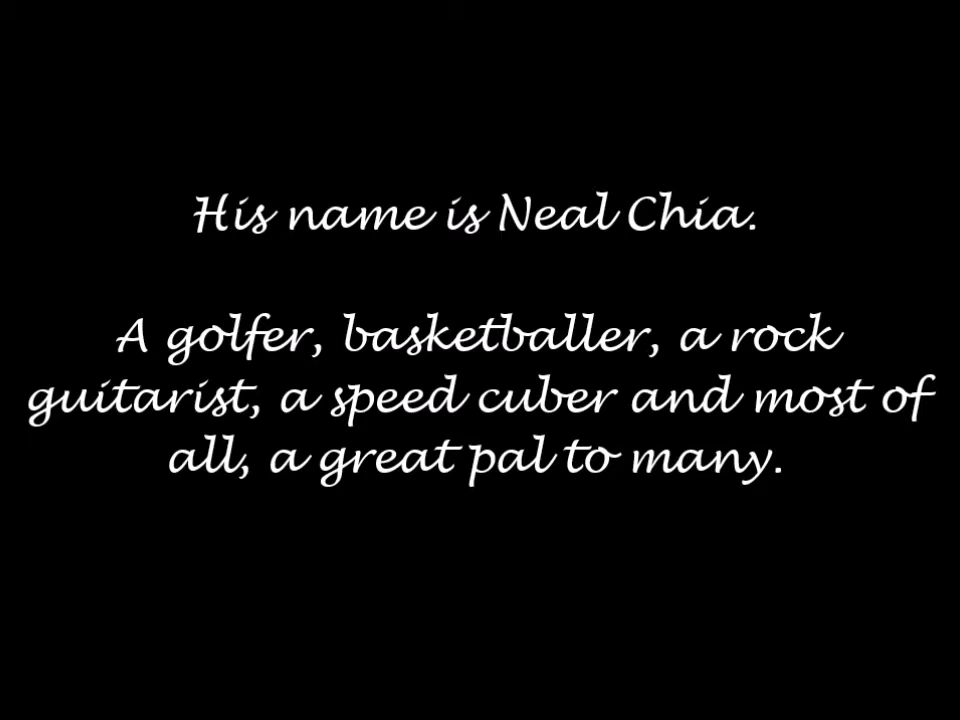 His name is Neal Chia.
A golfer, basketballer, a rock
guitarist, a speed cuber and most of
all, a great pal to many.